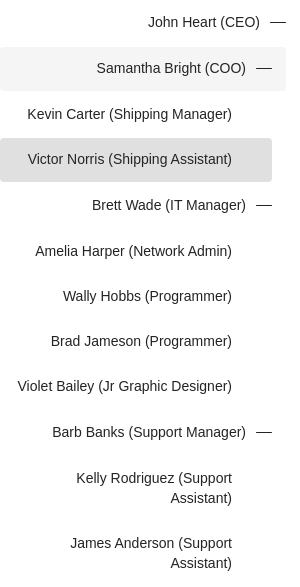 John Heart (CEO)
Samantha Bright (COO)
Kevin Carter (Shipping Manager)
Victor Norris (Shipping Assistant)
Brett Wade (IT Manager)
Amelia Harper (Network Admin)
Wally Hobbs (Programmer)
Brad Jameson (Programmer)
Violet Bailey (Jr Graphic Designer)
Barb Banks (Support Manager)
Kelly Rodriguez (Support
Assistant)
James Anderson (Support
Assistant)